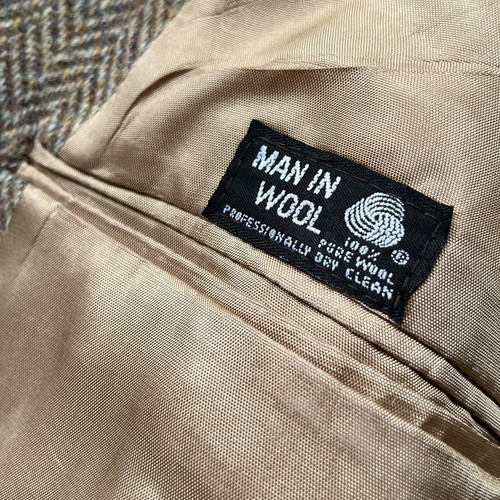 MAN IN
WOOL
100% ®
PURE WOOL
PROFESSIONALLY DRY CLEAN